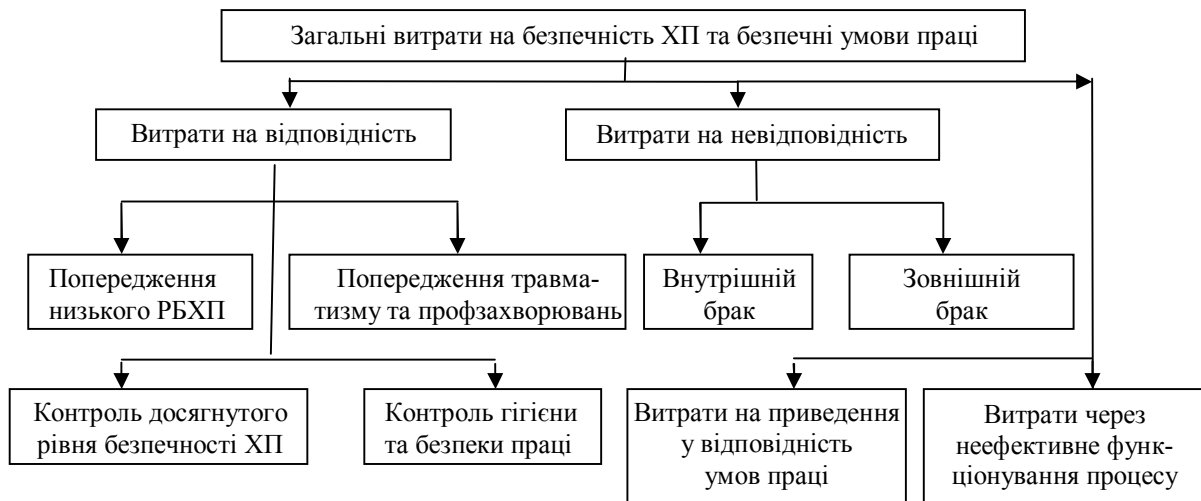 Загальні витрати на безпечність ХП та безпечні умови праці
Витрати на відповідність
Витрати на невідповідність
Попередження
низького РБХП
Попередження травма-
тизму та профзахворювань
Внутрішній
брак
Зовнішній
брак
Контроль досягнутого
рівня безпечності ХП
Контроль гігієни
та безпеки праці
Витрати на приведення
у відповідність
умов праці
Витрати через
неефективне функ-
ціонування процесу